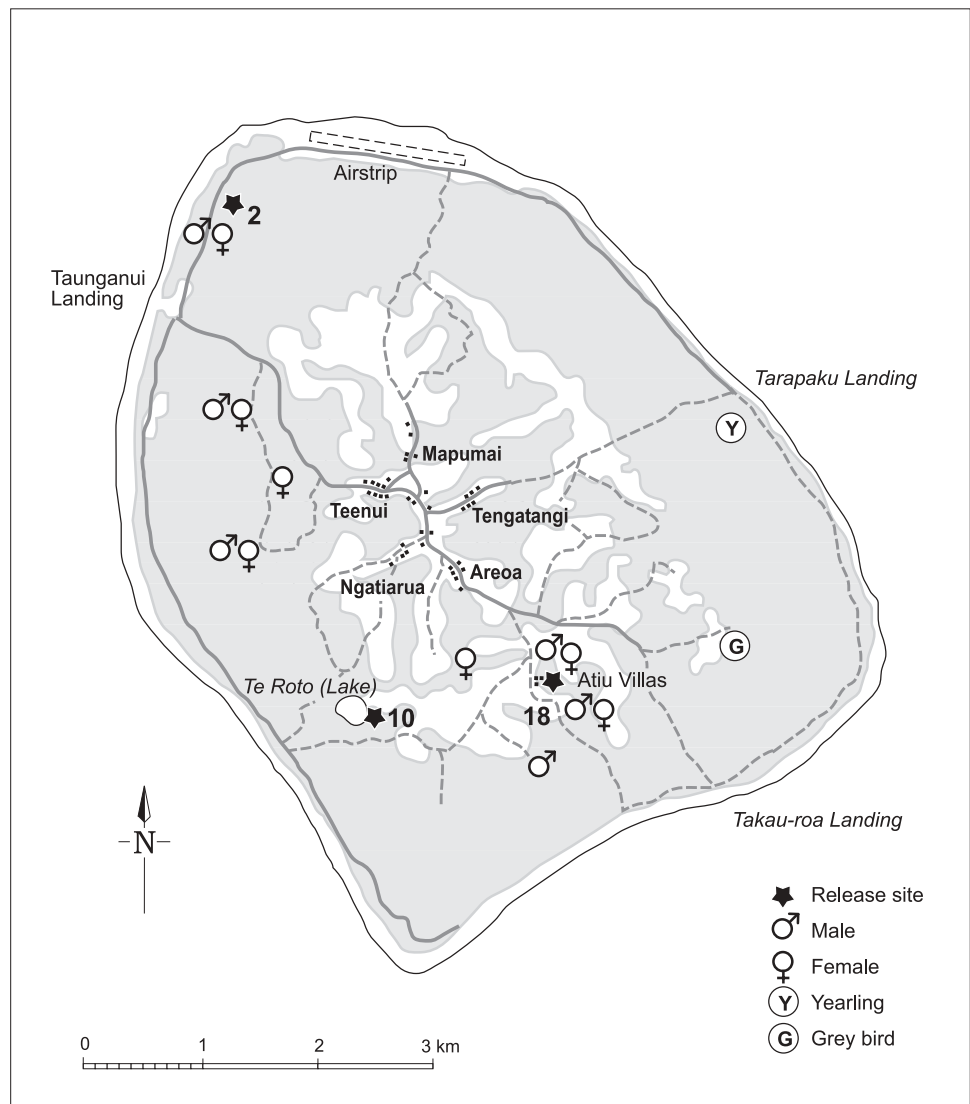 Airstrip
2
Taunganui
Landing
Tarapaku Landing
Y
Mapumai
Teenui
Tengatangi
Ngatiarua
Areoa
G
Te Roto (Lake)
Atiu Villas
10
18
Takau-roa Landing
N
Release site
Male
Female
Y Yearling
G Grey bird
0 1 2 3 km